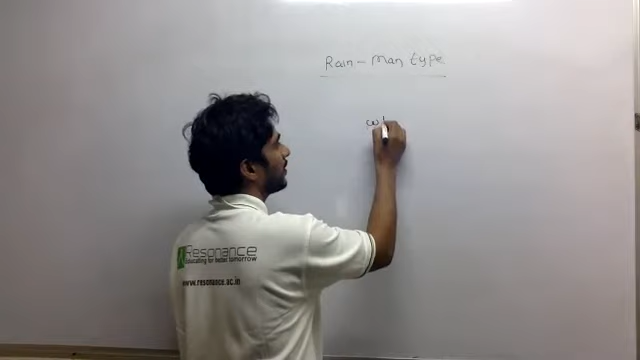 Rain - Man type
Resonance
Educating for better tomorrow
www.resonance.ac.in